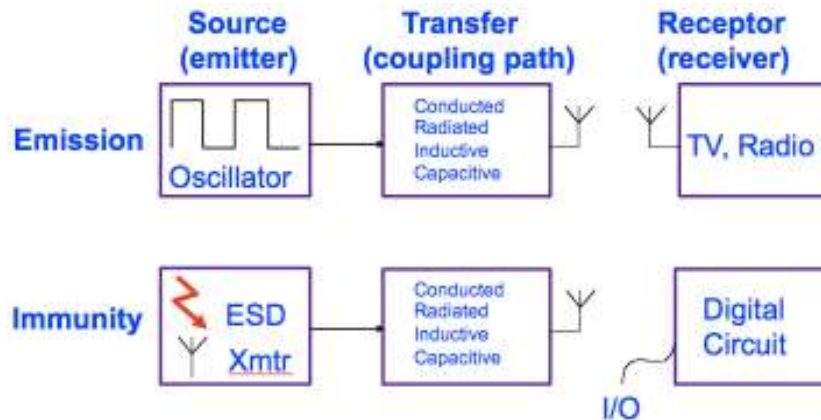 Source
(emitter)
Transfer
(coupling path)
Receptor
(receiver)
Emission
Oscillator
Conducted
Radiated
Inductive
Capacitive
TV, Radio
Immunity
ESD
Xmtr
Conducted
Radiated
Inductive
Capacitive
Digital
Circuit
I/O